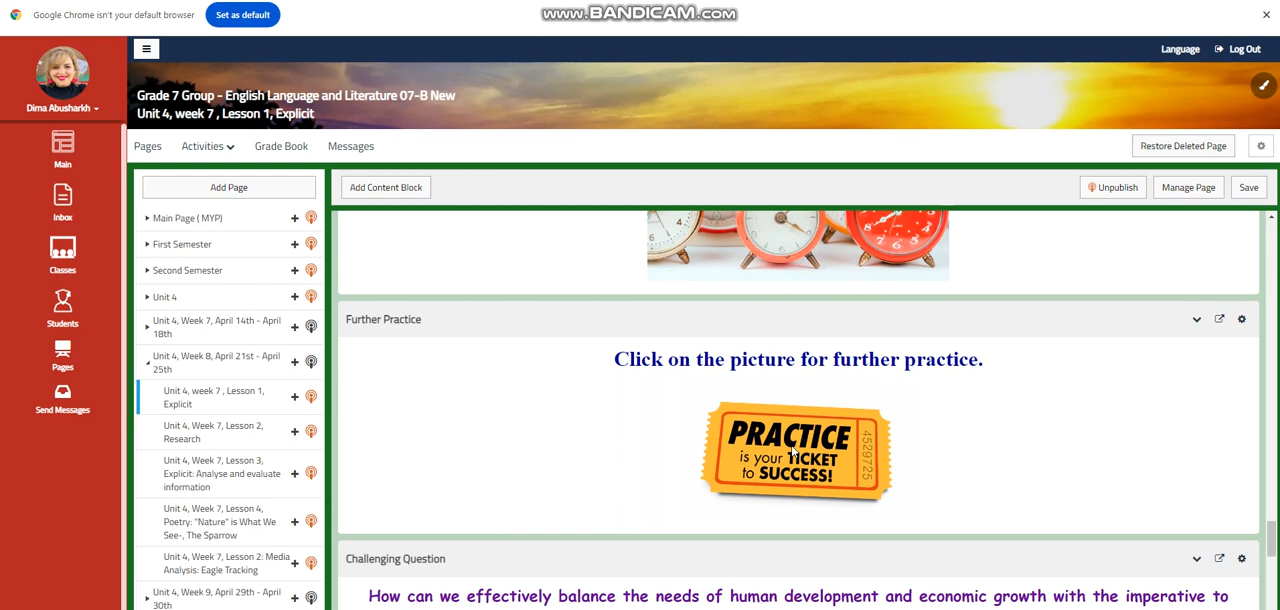 Google Chrome isn't your default browser
Set as default
www.BANDICAM.com
Dima Abusharkh
Language
Log Out
Grade 7 Group - English Language and Literature 07-B New
Unit 4, week 7 , Lesson 1, Explicit
Pages
Activities
Grade Book
Messages
Restore Deleted Page
Main
Inbox
Classes
Students
Pages
Send Messages
Add Page
Main Page ( MYP)
First Semester
Second Semester
Unit 4
Unit 4, Week 7, April 14th - April
18th
Unit 4, Week 8, April 21st - April
25th
Unit 4, week 7 , Lesson 1,
Explicit
Unit 4, Week 7, Lesson 2,
Research
Unit 4, Week 7, Lesson 3,
Explicit: Analyse and evaluate
information
Unit 4, Week 7, Lesson 4,
Poetry: "Nature" is What We
See-, The Sparrow
Unit 4, Week 7, Lesson 2: Media
Analysis: Eagle Tracking
Unit 4, Week 9, April 29th - April
30th
Add Content Block
Unpublish
Manage Page
Save
Further Practice
Click on the picture for further practice.
PRACTICE
is your TICKET
to SUCCESS!
4529725
Challenging Question
How can we effectively balance the needs of human development and economic growth with the imperative to